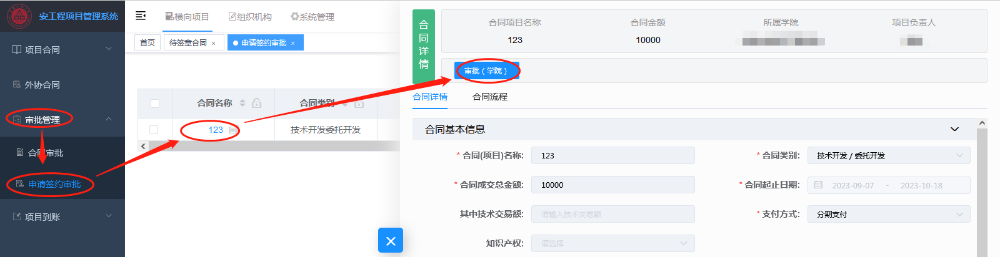 安工程项目管理系统
项目合同
外协合同
审批管理
合同审批
申请签约审批
项目到账
横向项目
组织机构
系统管理
首页
待签章合同 ×
申请签约审批 ×
合同名称
合同类别
123
技术开发委托开发
合同详情
合同项目名称
合同金额
所属学院
项目负责人
123
10000
审批（学院）
合同详情
合同流程
合同基本信息
* 合同(项目)名称: 123
* 合同类别: 技术开发 / 委托开发
* 合同成交总金额: 10000
* 合同起止日期: 2023-09-07 - 2023-10-18
其中技术交易额: 请输入技术交易额
* 支付方式: 分期支付
知识产权: 请选择